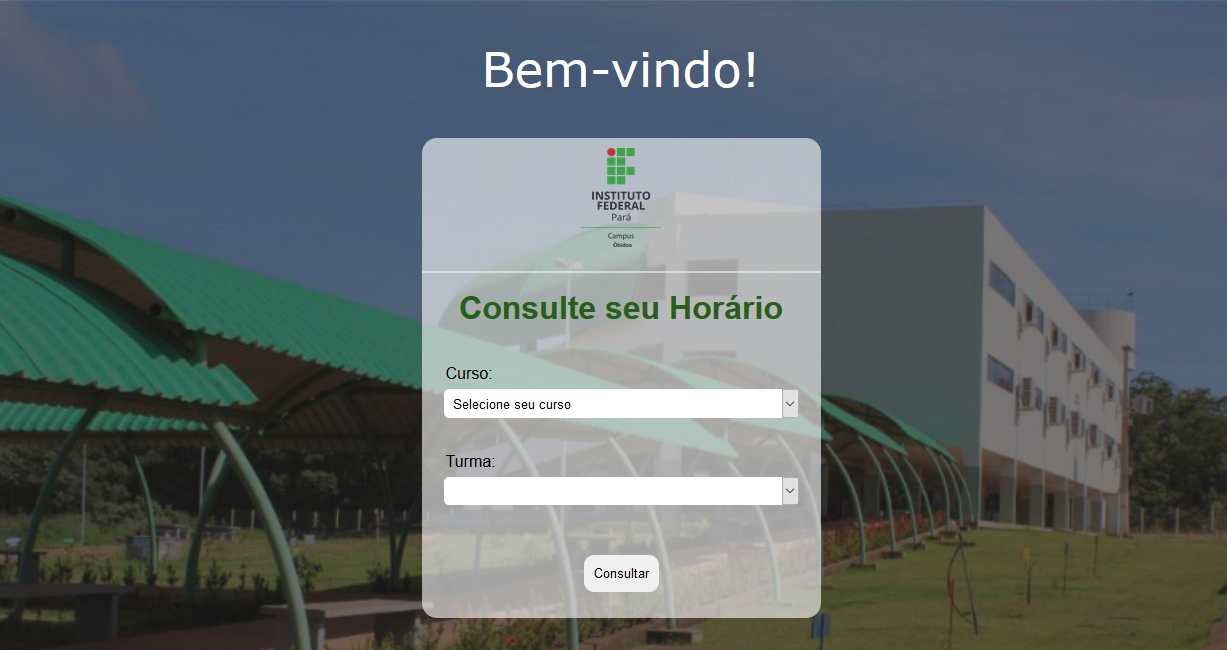 Bem-vindo!
INSTITUTO
FEDERAL
Pará
Campus
Óbidos
Consulte seu Horário
Curso:
Selecione seu curso
Turma:
Consultar